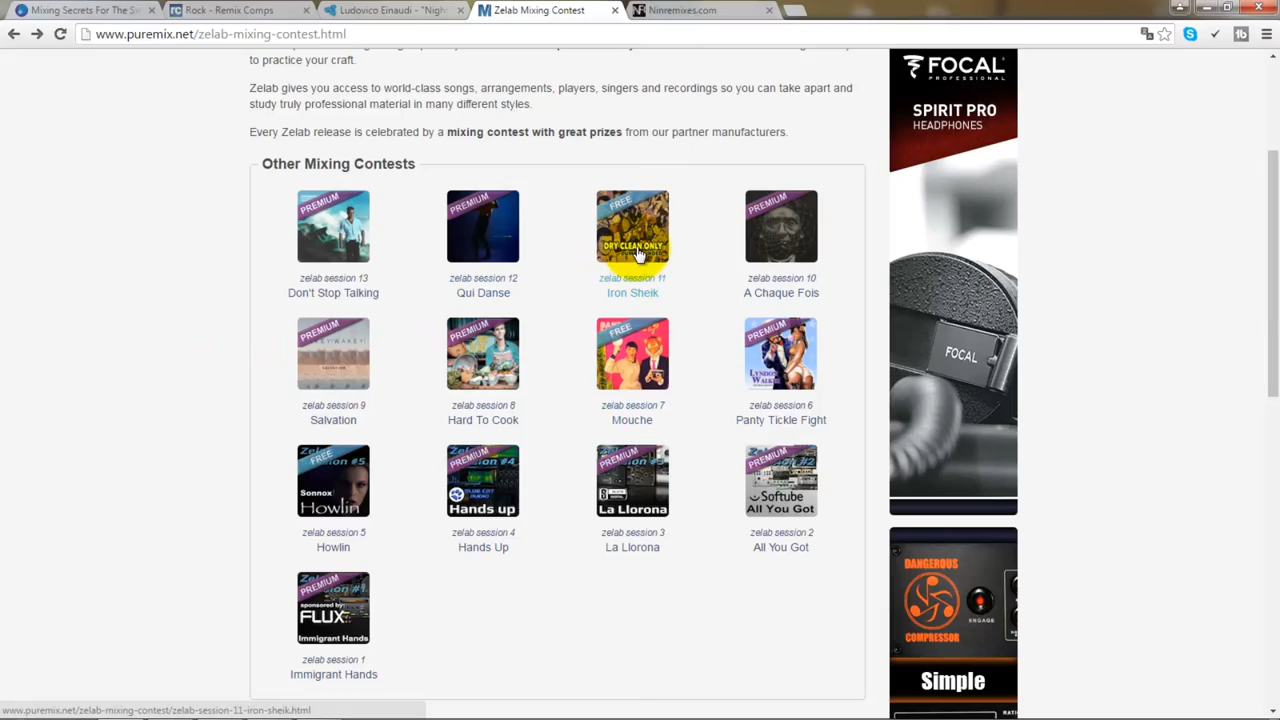 Mixing Secrets For The S
Rock - Remix Comps
Ludovico Einaudi - "Nigh
Zelab Mixing Contest
Ninremixes.com
www.puremix.net/zelab-mixing-contest.html
to practice your craft.
Zelab gives you access to world-class songs, arrangements, players, singers and recordings so you can take apart and
study truly professional material in many different styles.
Every Zelab release is celebrated by a mixing contest with great prizes from our partner manufacturers.
Other Mixing Contests
PREMIUM
zelab session 13
Don't Stop Talking
PREMIUM
zelab session 12
Qui Danse
FREE
DRY CLEAN ONLY
zelab session 11
Iron Sheik
PREMIUM
zelab session 10
A Chaque Fois
PREMIUM
zelab session 9
Salvation
PREMIUM
zelab session 8
Hard To Cook
FREE
zelab session 7
Mouche
PREMIUM
LYNDON
WALK
zelab session 6
Panty Tickle Fight
FREE
Session #5
Sonnox
Howlin
zelab session 5
Howlin
PREMIUM
Session #4
BLUE CAT
AUDIO
Hands up
zelab session 4
Hands Up
PREMIUM
La Llorona
zelab session 3
La Llorona
PREMIUM
Softube
All You Got
zelab session 2
All You Got
PREMIUM
sponsored by
FLUX
Immigrant Hands
zelab session 1
Immigrant Hands
FOCAL
PROFESSIONAL
SPIRIT PRO
HEADPHONES
FOCAL
DANGEROUS
COMPRESSOR
ENGAGE
Simple
www.puremix.net/zelab-mixing-contest/zelab-session-11-iron-sheik.html